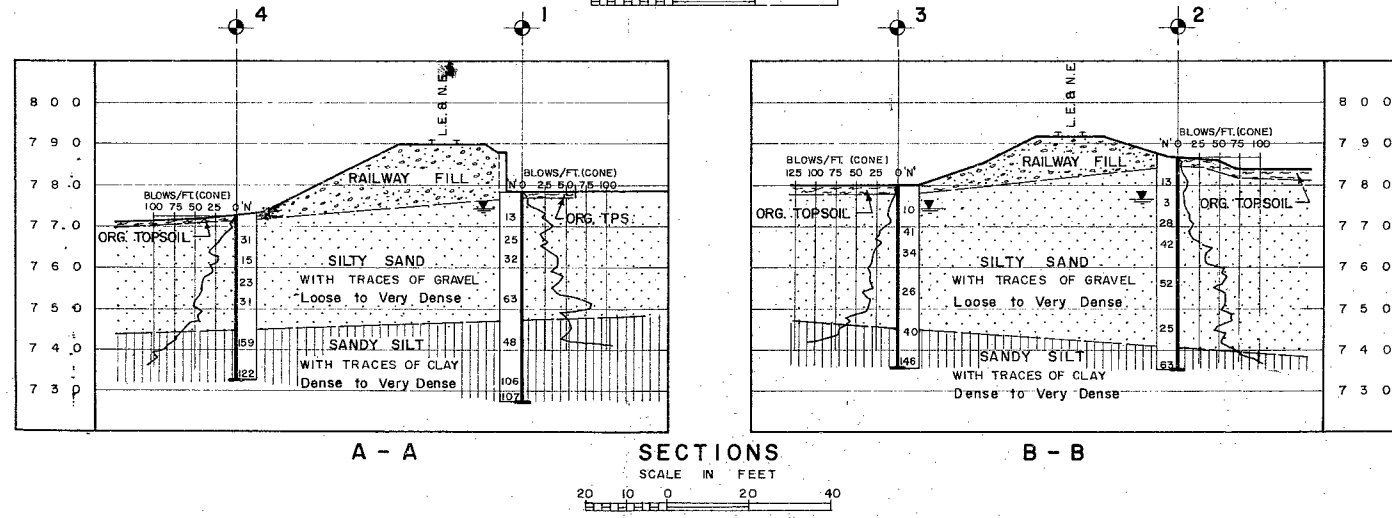 4 1 3 2
L.E.& N.E.
L.E.& N.E.
8 0 0
7 9 0
7 8 0
7 7 0
7 6 0
7 5 0
7 4 0
7 3 0
BLOWS/FT.(CONE)
100 75 50 25 0 'N'
ORG. TOPSOIL
31
15
23
31
159
122
RAILWAY FILL
SILTY SAND
WITH TRACES OF GRAVEL
Loose to Very Dense
SANDY SILT
WITH TRACES OF CLAY
Dense to Very Dense
BLOWS/FT.(CONE)
'N' 0 25 50 75 100
ORG. TPS.
13
25
32
63
48
106
107
A - A
BLOWS/FT. (CONE)
125 100 75 50 25 0 'N'
ORG. TOPSOIL
10
41
34
26
40
146
RAILWAY FILL
SILTY SAND
WITH TRACES OF GRAVEL
Loose to Very Dense
SANDY SILT
WITH TRACES OF CLAY
Dense to Very Dense
BLOWS/FT.(CONE)
'N' 0 25 50 75 100
ORG. TOPSOIL
13
3
28
42
52
25
63
8 0 0
7 9 0
7 8 0
7 7 0
7 6 0
7 5 0
7 4 0
7 3 0
B - B
SECTIONS
SCALE IN FEET
20 10 0 20 40